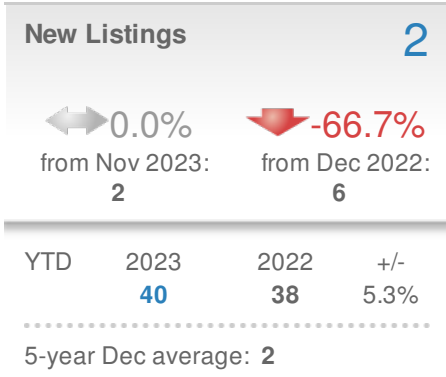 New Listings 2
0.0% -66.7%
from Nov 2023: from Dec 2022:
2 6
YTD 2023 2022 +/-
40 38 5.3%
5-year Dec average: 2